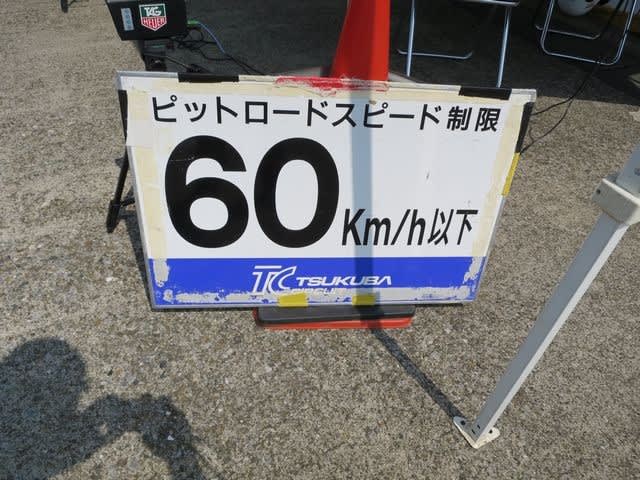 TAG
HEUER
ピットロードスピード制限
60 Km/h以下
TC TSUKUBA
CIRCUIT